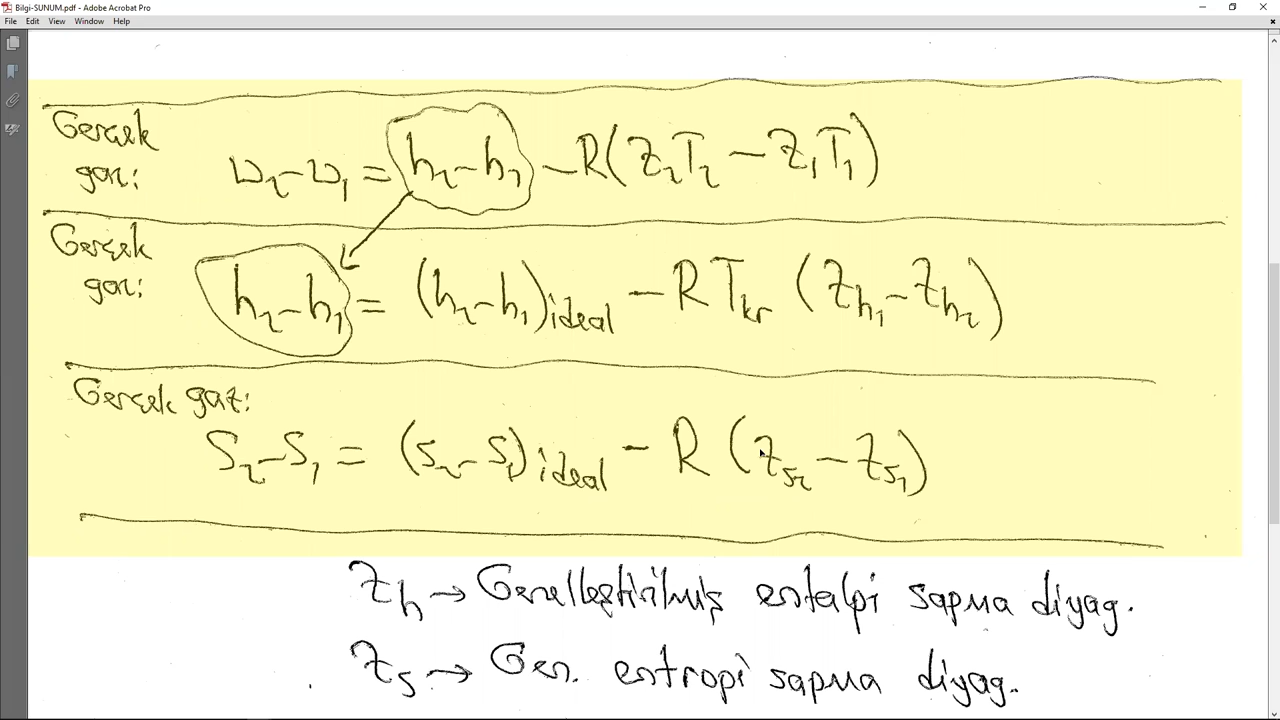 Bilgi-SUNUM.pdf - Adobe Acrobat Pro
File Edit View Window Help
Gerçek
gaz:
u₂-u₁ = h₂-h₁ -R(Z₂T₂ - Z₁T₁)
Gerçek
gaz:
h₂-h₁ = (h₂-h₁)ideal - R Tkr (Zh₁ - Zh₂)
Gerçek gaz:
S₂-S₁ = (S₂-S₁)ideal - R (Zs₂ - Zs₁)
Zh → Genelleştirilmiş entalpi sapma diyag.
Zs → Gen. entropi sapma diyag.